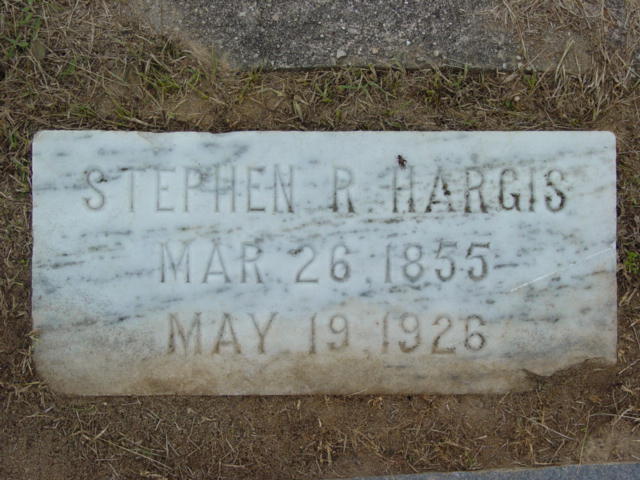 STEPHEN R. HARGIS
MAR 26, 1855
MAY 19, 1926